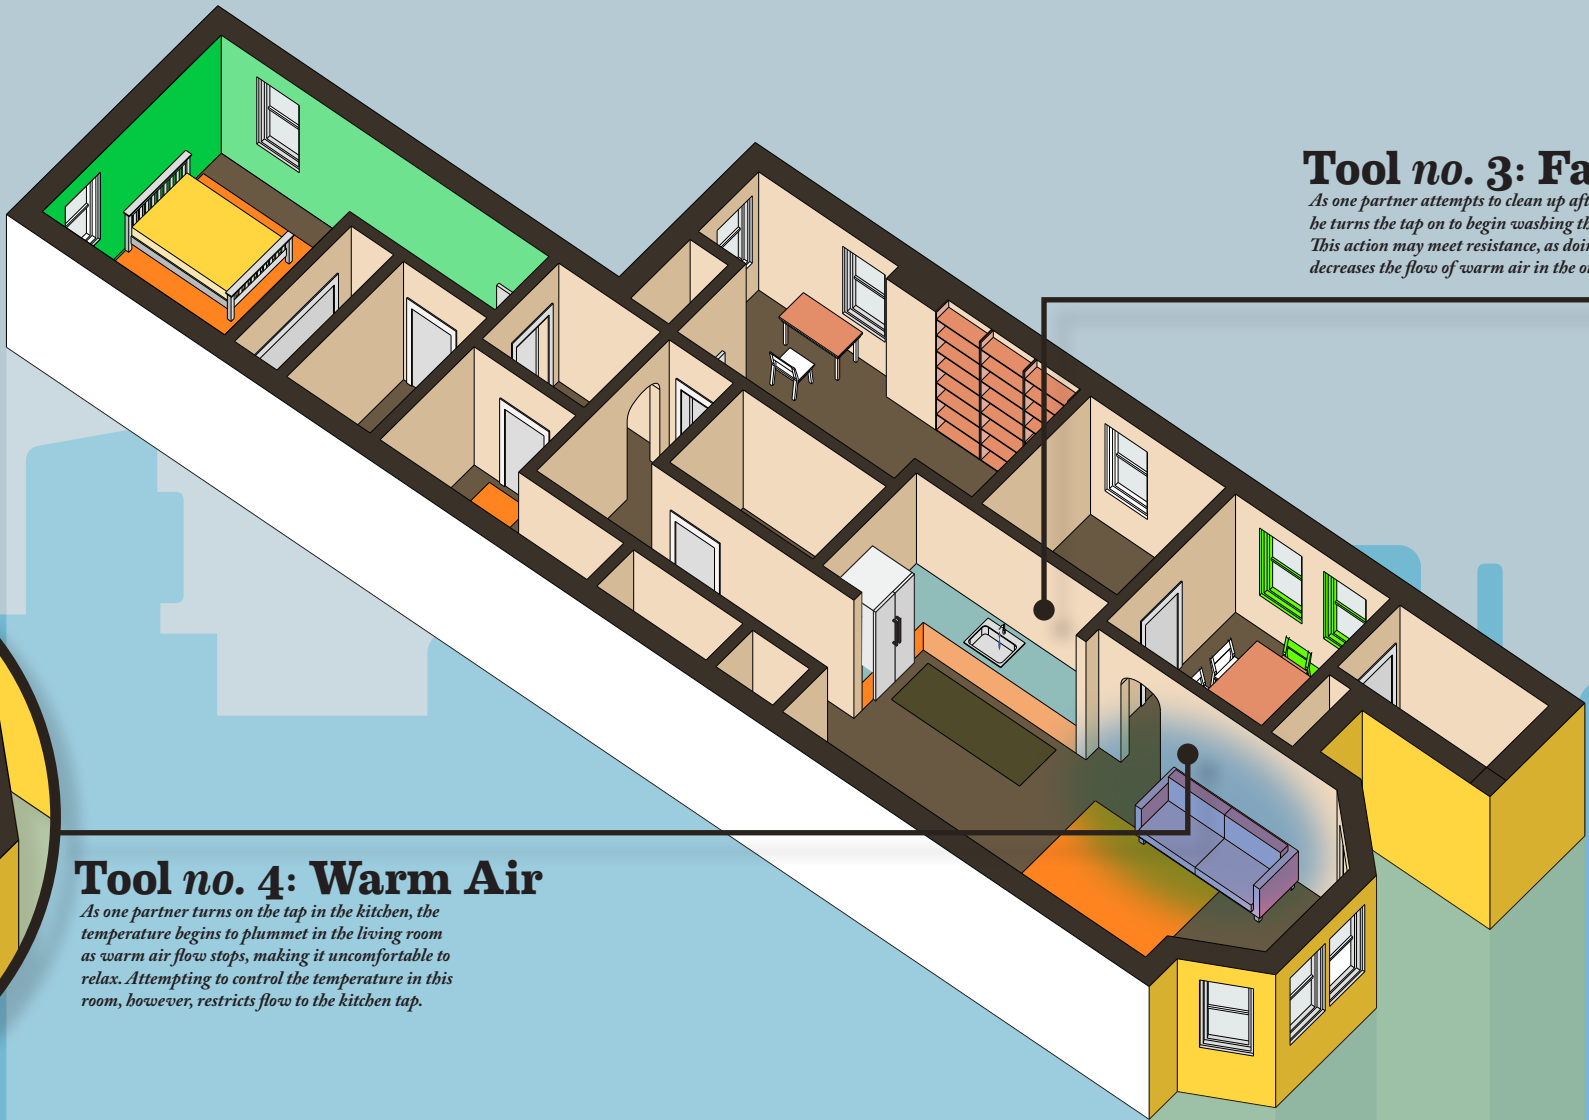 Tool no. 3: Fa
As one partner attempts to clean up aft
he turns the tap on to begin washing th
This action may meet resistance, as doin
decreases the flow of warm air in the o
Tool no. 4: Warm Air
As one partner turns on the tap in the kitchen, the
temperature begins to plummet in the living room
as warm air flow stops, making it uncomfortable to
relax. Attempting to control the temperature in this
room, however, restricts flow to the kitchen tap.